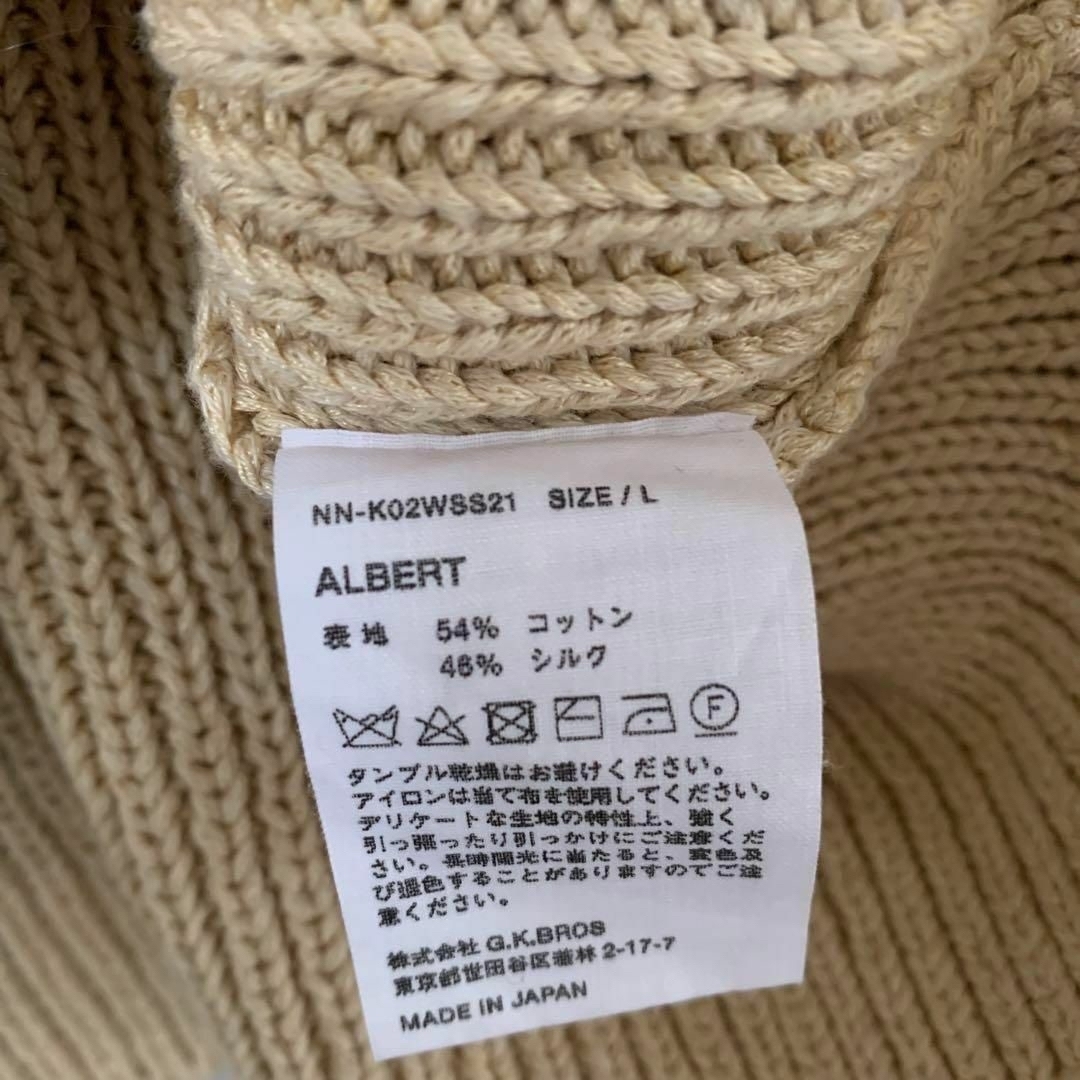 NN-K02WSS21 SIZE / L
ALBERT
表地 54% コットン
46% シルク
F
タンブル乾燥はお避けください。
アイロンは当て布を使用してください。
デリケートな生地の特性上、強く
引っ張ったり引っかけにご注意くだ
さい。長時間光に当たると、変色及
び退色することがありますのでご注
意ください。
株式会社 G.K.BROS
東京都世田谷区若林 2-17-7
MADE IN JAPAN